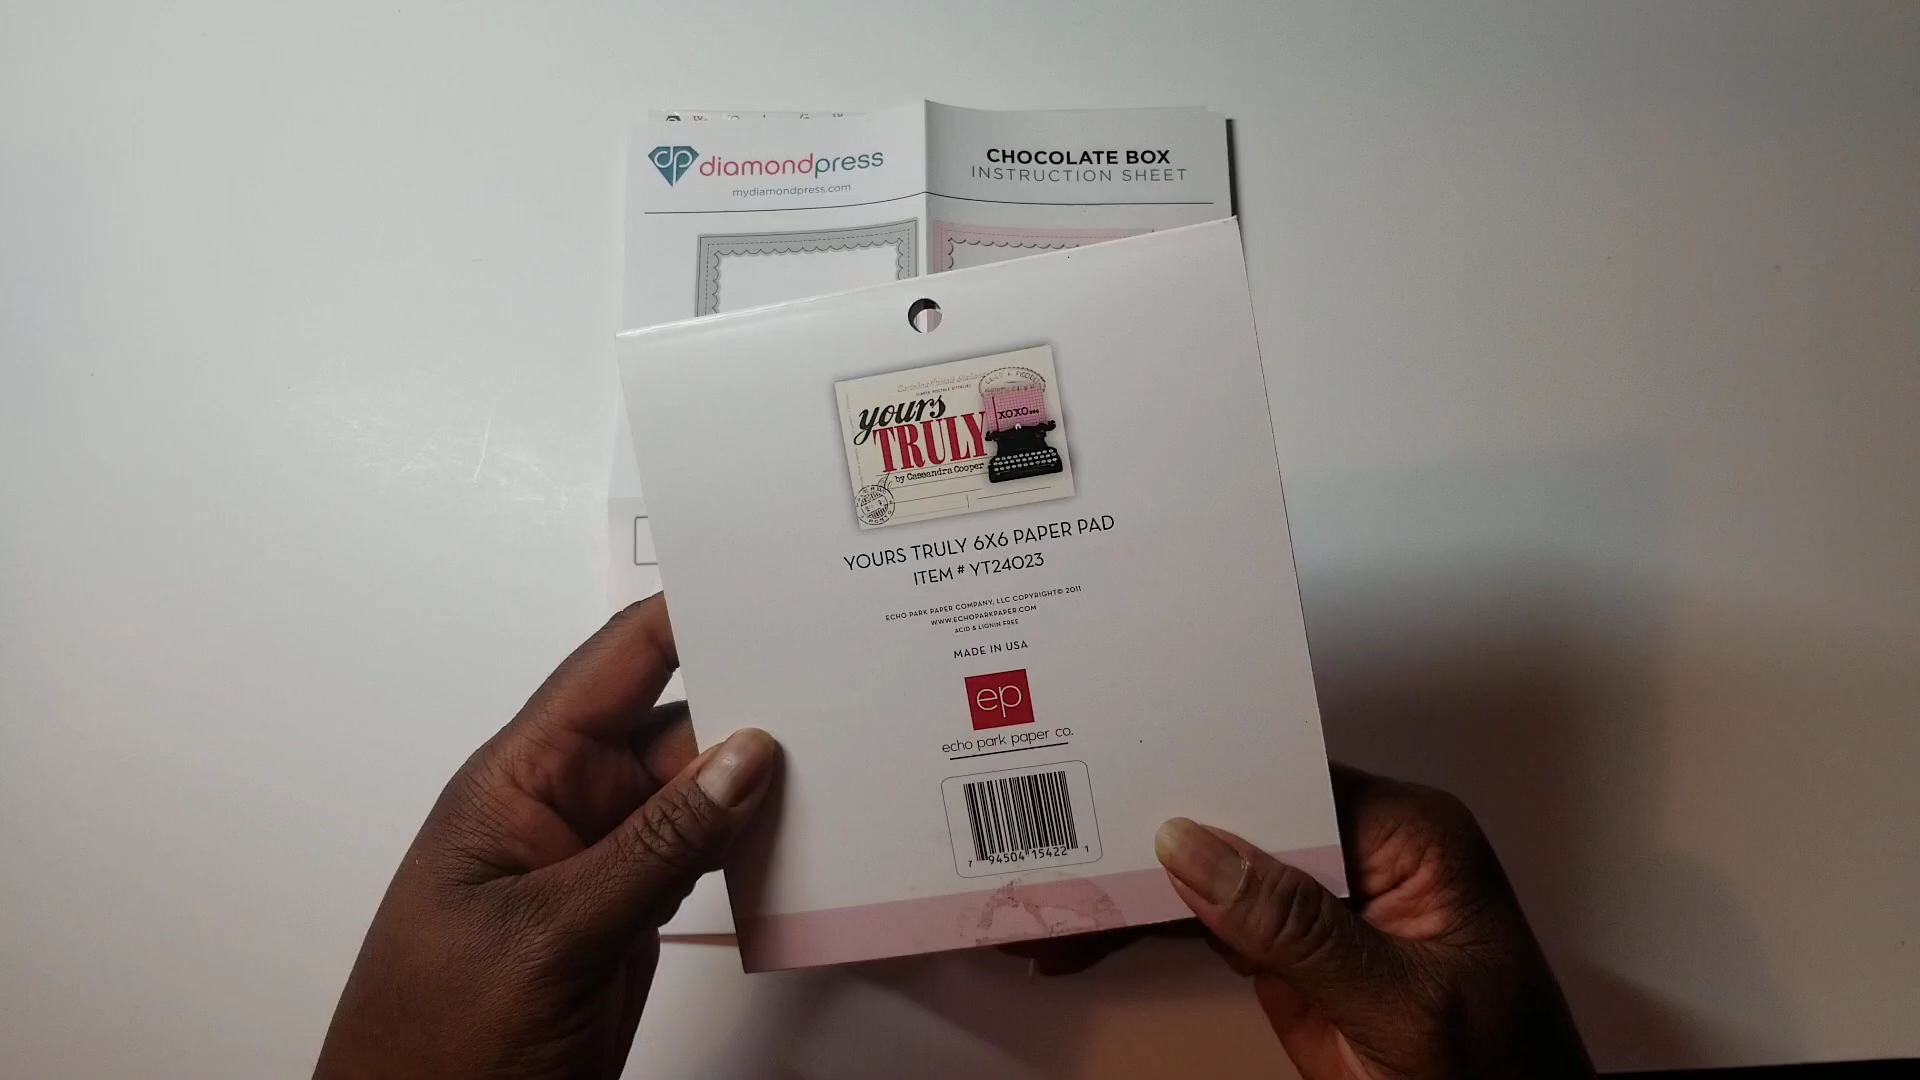 dp diamondpress
mydiamondpress.com
CHOCOLATE BOX
INSTRUCTION SHEET
yours
TRULY
by Cassandra Cooper
XOXO...
YOURS TRULY 6X6 PAPER PAD
ITEM # YT24023
ECHO PARK PAPER COMPANY, LLC COPYRIGHT© 2011
WWW.ECHOPARKPAPER.COM
ACID & LIGNIN FREE
MADE IN USA
ep
echo park paper co.
7 94504 15422 1